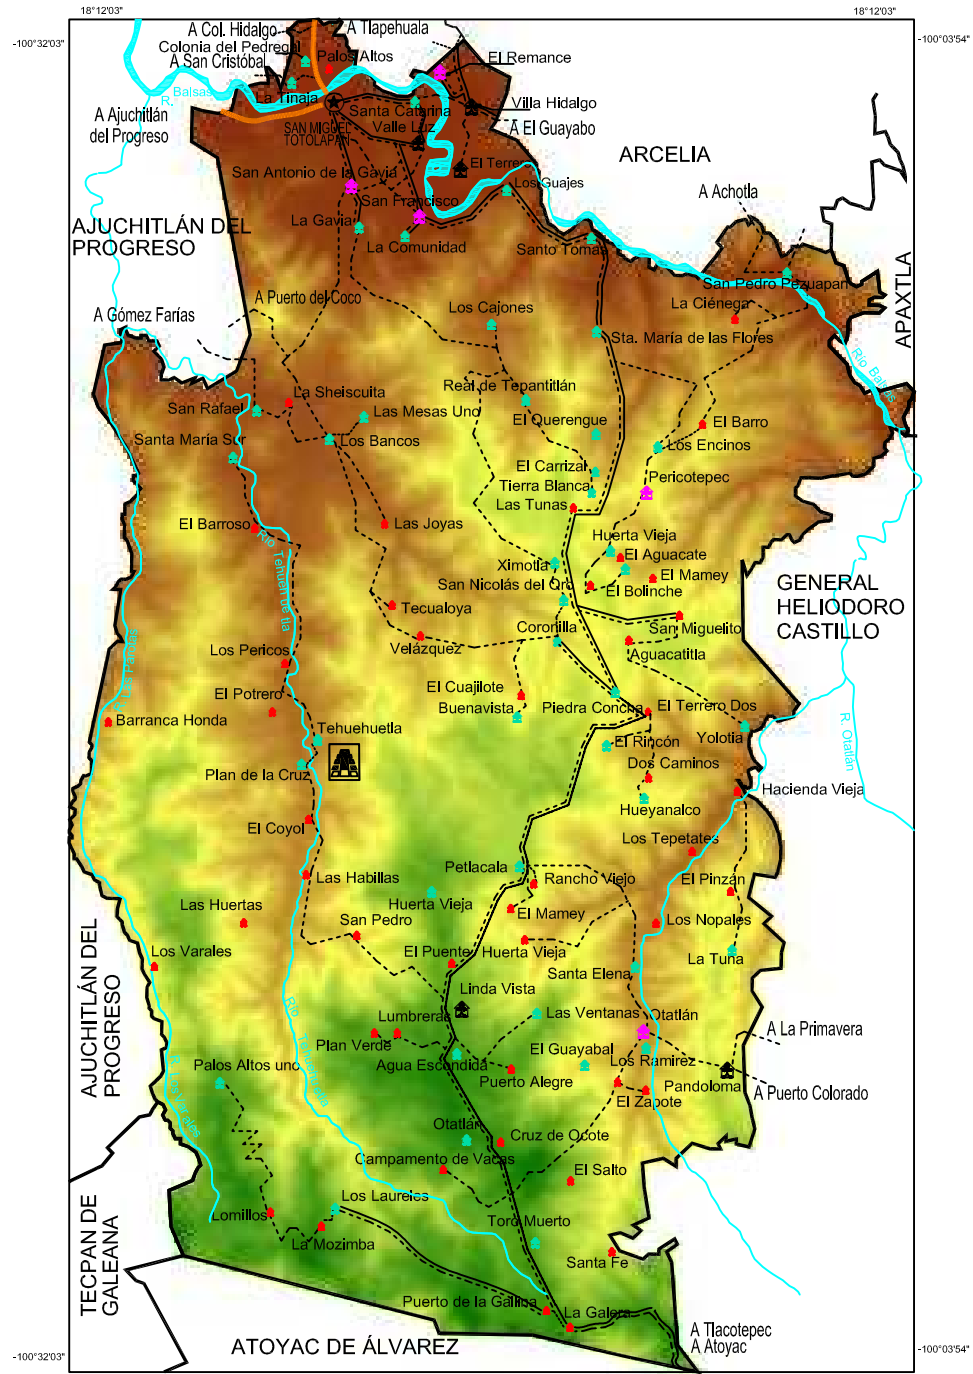 18°12'03"
18°12'03"
-100°32'03"
-100°03'54"
A Col. Hidalgo
A Tlapehuala
Colonia del Pedregal
A San Cristóbal
Palos Altos
El Remance
Balsas
R.
La Tinaja
Santa Catarina
Villa Hidalgo
A Ajuchitlán
del Progreso
SAN MIGUEL
TOTOLAPAN
Valle Luz
A El Guayabo
ARCELIA
El Terrero
San Antonio de la Gavia
Los Guajes
A Achotla
San Francisco
AJUCHITLÁN DEL
PROGRESO
La Gavia
La Comunidad
Santo Tomas
San Pedro Pezuapan
APAXTLA
A Puerto del Coco
La Ciénega
A Gómez Farías
Los Cajones
Sta. María de las Flores
Río Balsas
Real de Tepantitlán
La Sheiscuita
San Rafael
Las Mesas Uno
El Querengue
El Barro
Santa María Sur
Los Bancos
Los Encinos
El Carrizal
Pericotepec
Tierra Blanca
Las Tunas
El Barroso
Las Joyas
Río Tehuehuetla
Huerta Vieja
El Aguacate
Ximotla
El Mamey
San Nicolás del Oro
El Bolinche
GENERAL
HELIODORO
CASTILLO
Tecualoya
San Miguelito
Coronilla
Velázquez
Aguacatitla
Los Pericos
El Potrero
El Cuajilote
Buenavista
Piedra Concha
El Terrero Dos
Barranca Honda
Yolotla
R. Otatlán
Tehuehuetla
El Rincón
Plan de la Cruz
Dos Caminos
Hacienda Vieja
Hueyanalco
El Coyol
Los Tepetates
Petlacala
Las Habillas
Rancho Viejo
El Pinzán
Huerta Vieja
Las Huertas
El Mamey
San Pedro
Los Nopales
Los Varales
El Puente
Huerta Vieja
La Tuna
Santa Elena
AJUCHITLÁN DEL
PROGRESO
Linda Vista
Las Ventanas
Otatlán
Río Tehuehuetla
Lumbreras
A La Primavera
Plan Verde
Palos Altos uno
Agua Escondida
El Guayabal
Los Ramirez
Puerto Alegre
Pandoloma
A Puerto Colorado
El Zapote
R. Los Varales
Otatlán
Cruz de Ocote
Campamento de Vacas
El Salto
Los Laureles
Lomillos
La Mozimba
Toro Muerto
TECPAN DE
GALEANA
Santa Fe
Puerto de la Gallina
La Galera
A Tlacotepec
A Atoyac
ATOYAC DE ÁLVAREZ
-100°32'03"
-100°03'54"